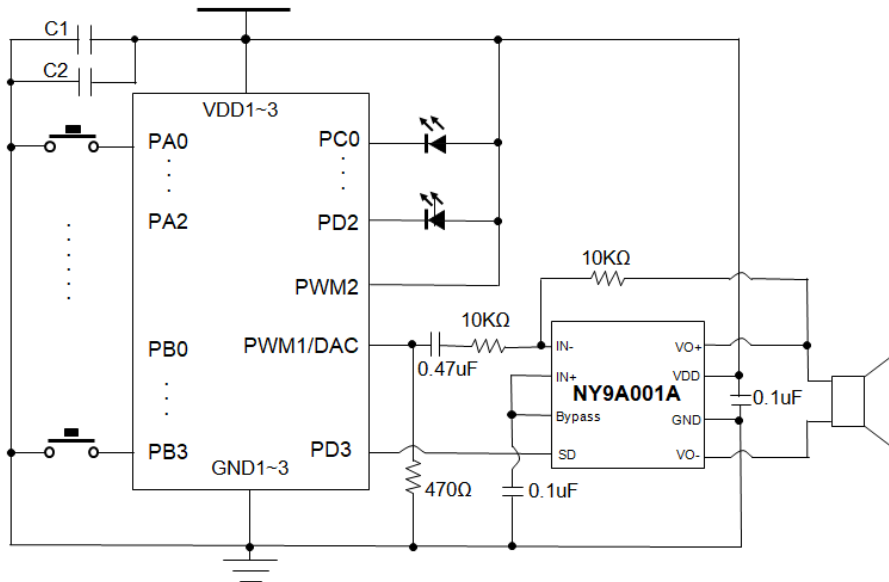 C1
C2
VDD1~3
PA0
PC0
PA2
PD2
PWM2
10KΩ
10KΩ
PWM1/DAC
0.47uF
IN-
VO+
PB0
IN+
VDD
NY9A001A
0.1uF
Bypass
GND
PB3
PD3
SD
VO-
GND1~3
470Ω
0.1uF